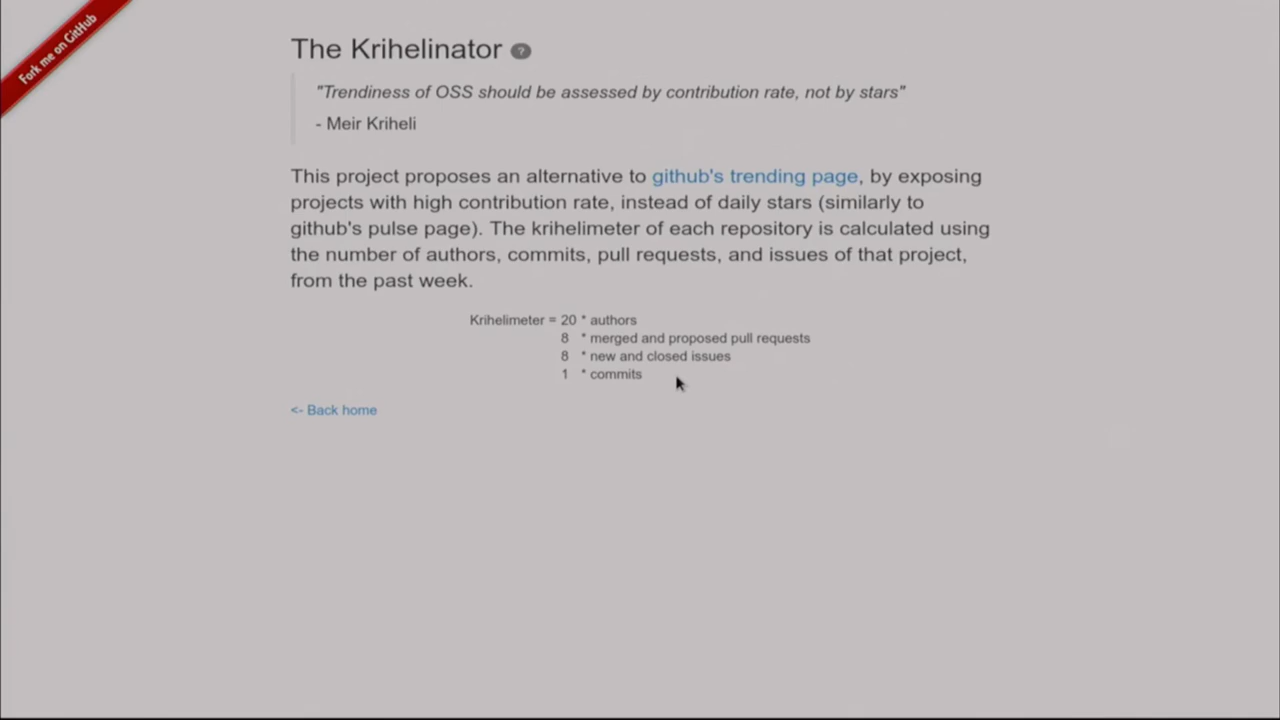 Fork me on GitHub
The Krihelinator ?
"Trendiness of OSS should be assessed by contribution rate, not by stars"
- Meir Kriheli
This project proposes an alternative to github's trending page, by exposing
projects with high contribution rate, instead of daily stars (similarly to
github's pulse page). The krihelimeter of each repository is calculated using
the number of authors, commits, pull requests, and issues of that project,
from the past week.
Krihelimeter = 20 * authors
8 * merged and proposed pull requests
8 * new and closed issues
1 * commits
<- Back home